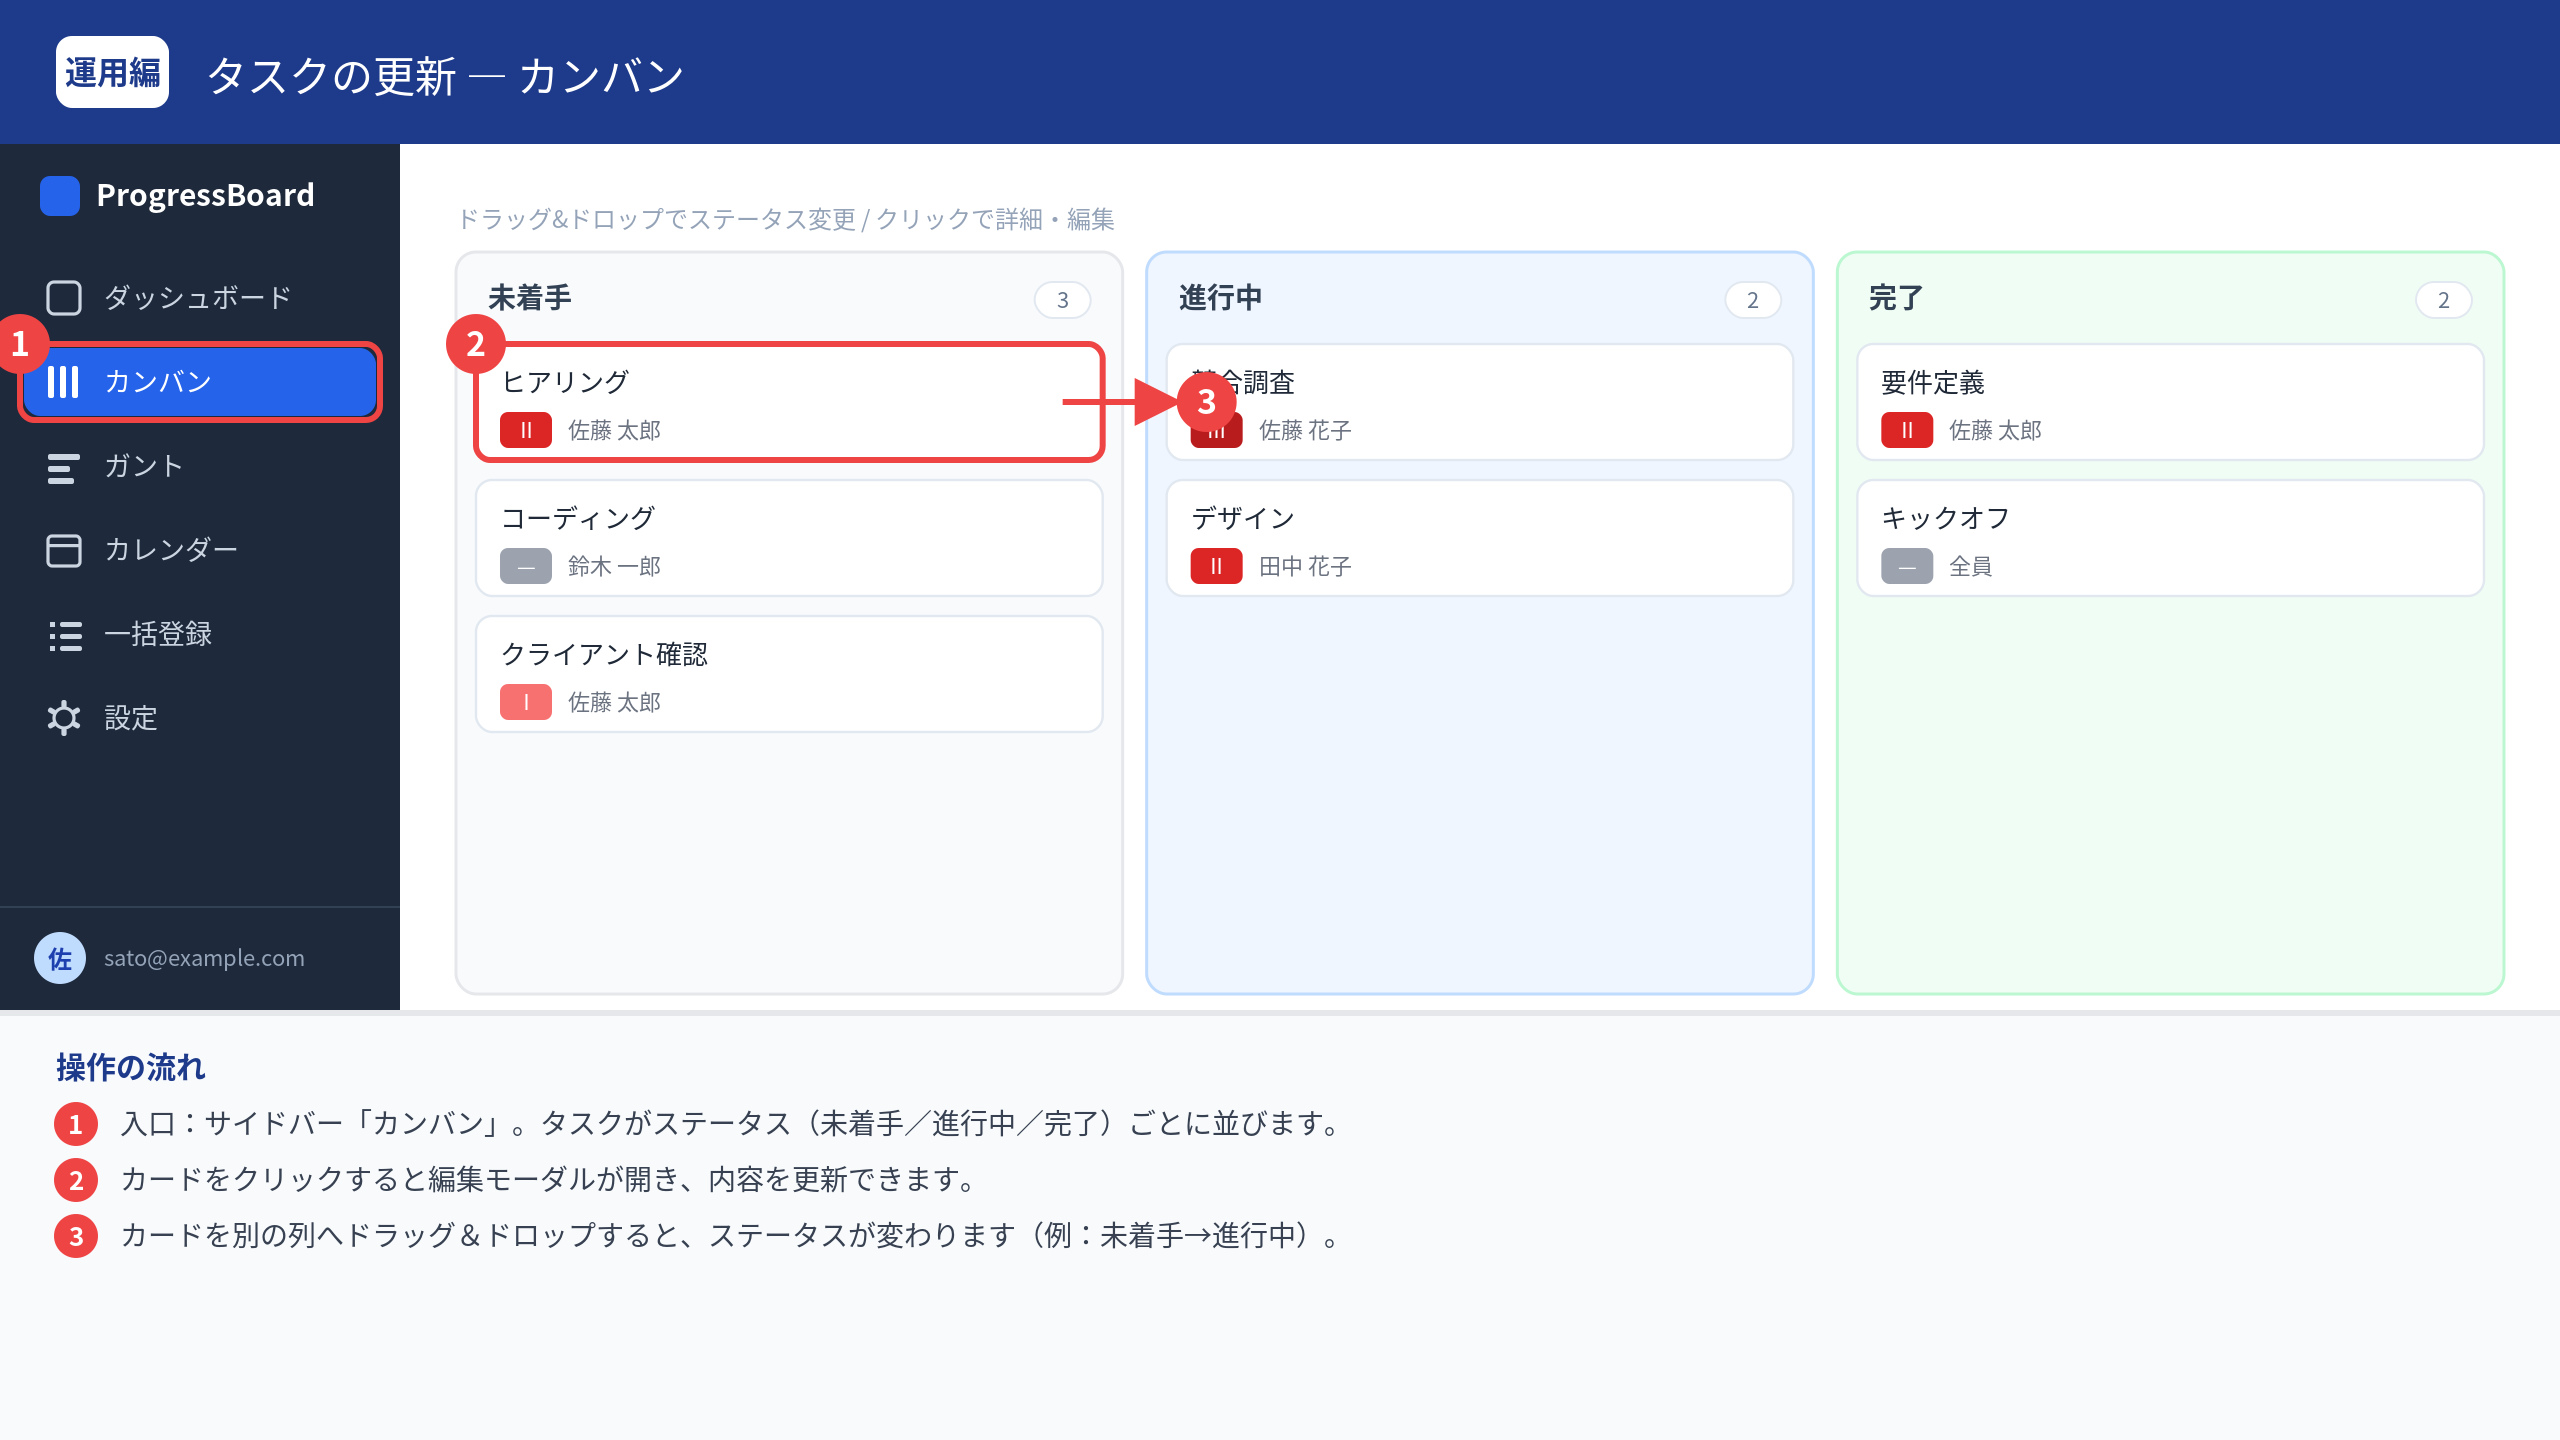 運用編 タスクの更新 — カンバン
ProgressBoard
ダッシュボード
1
カンバン
ガント
カレンダー
一括登録
設定
佐 sato@example.com
ドラッグ&ドロップでステータス変更 / クリックで詳細・編集
未着手 3
2
ヒアリング
II 佐藤 太郎
コーディング
— 鈴木 一郎
クライアント確認
I 佐藤 太郎
進行中 2
3
合調査
III 佐藤 花子
デザイン
II 田中 花子
完了 2
要件定義
II 佐藤 太郎
キックオフ
— 全員
操作の流れ
1 入口：サイドバー「カンバン」。タスクがステータス（未着手／進行中／完了）ごとに並びます。
2 カードをクリックすると編集モーダルが開き、内容を更新できます。
3 カードを別の列へドラッグ＆ドロップすると、ステータスが変わります（例：未着手→進行中）。